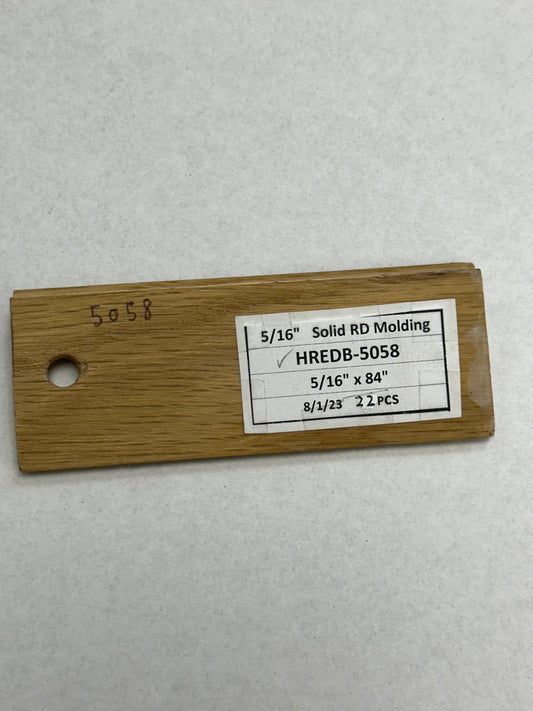 5058
5/16" Solid RD Molding
✓ HREDB-5058
5/16" x 84"
8/1/23 22 PCS